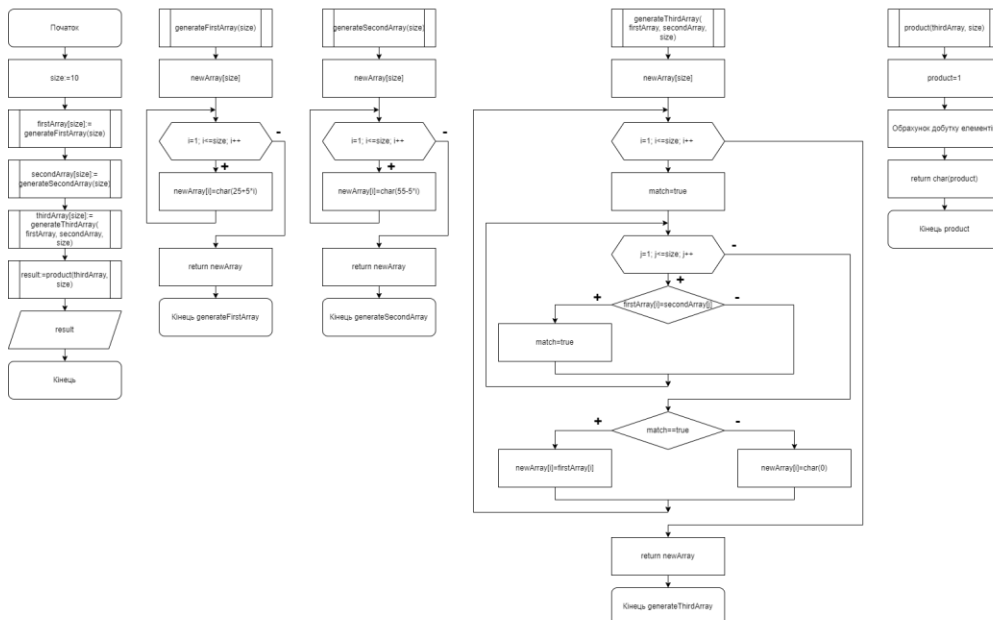 Початок
size:=10
firstArray[size]:=
generateFirstArray(size)
secondArray[size]:=
generateSecondArray(size)
thirdArray[size]:=
generateThirdArray(
firstArray, secondArray,
size)
result:=product(thirdArray,
size)
result
Кінець
generateFirstArray(size)
newArray[size]
i=1; i<=size; i++
-
+
newArray[i]=char(25+5*i)
return newArray
Кінець generateFirstArray
generateSecondArray(size)
newArray[size]
i=1; i<=size; i++
-
+
newArray[i]=char(55-5*i)
return newArray
Кінець generateSecondArray
generateThirdArray(
firstArray, secondArray,
size)
newArray[size]
i=1; i<=size; i++
-
+
match=true
j=1; j<=size; j++
-
+
firstArray[i]=secondArray[j]
+
-
match=true
match==true
+
-
newArray[i]=firstArray[i]
newArray[i]=char(0)
return newArray
Кінець generateThirdArray
product(thirdArray, size)
product=1
Обрахунок добутку елементі
return char(product)
Кінець product